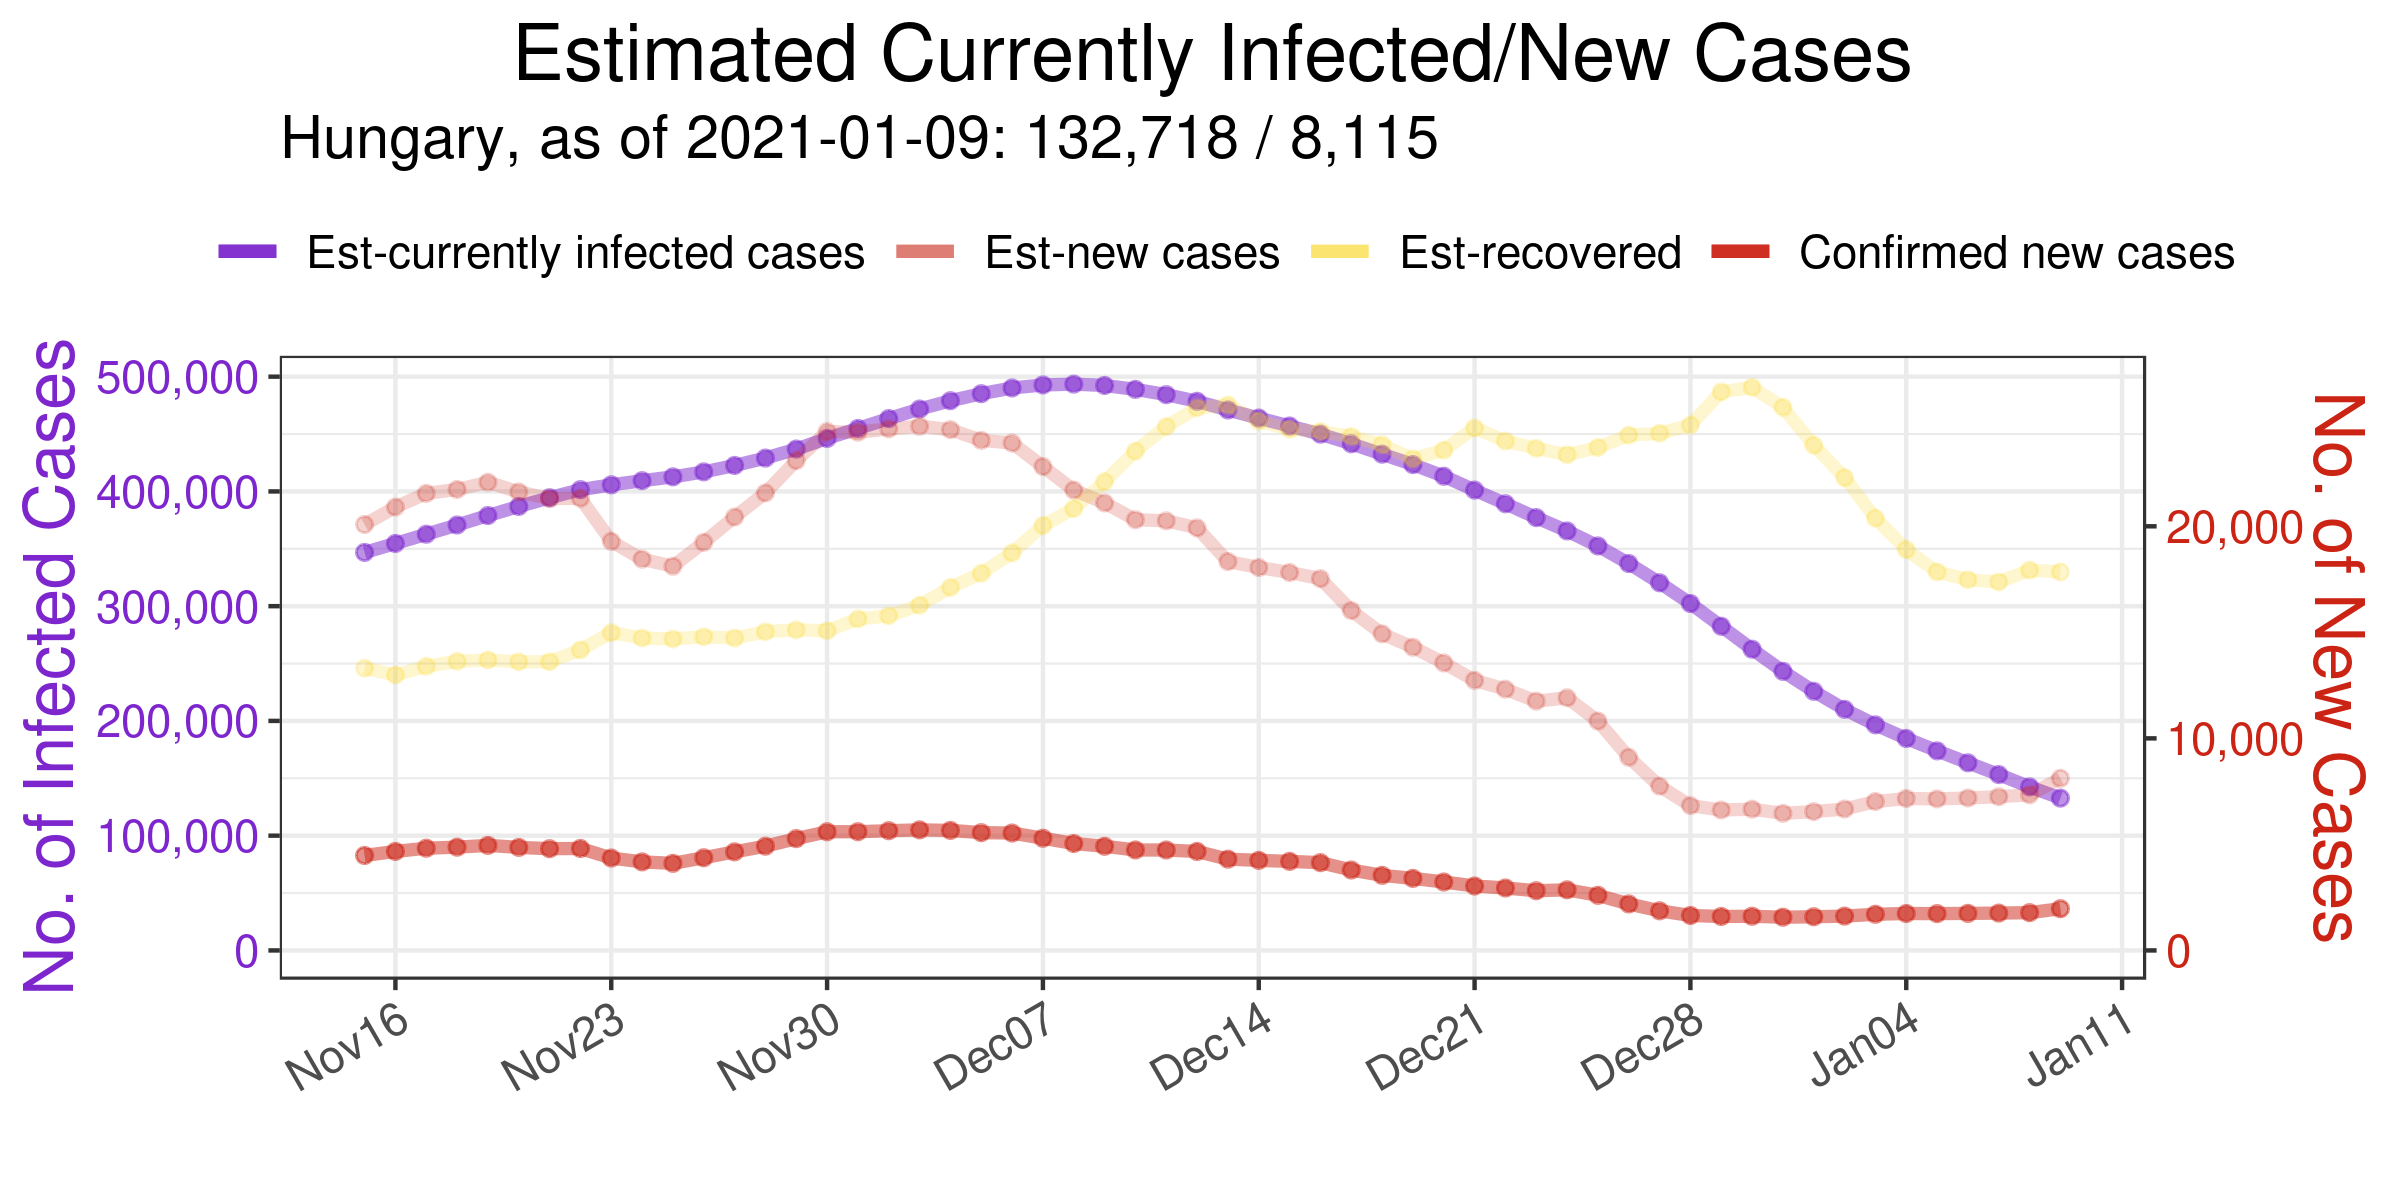 Estimated Currently Infected/New Cases
Hungary, as of 2021-01-09: 132,718 / 8,115
Est-currently infected cases Est-new cases Est-recovered Confirmed new cases
No. of Infected Cases
500,000
400,000
300,000
200,000
100,000
0
20,000
10,000
0
No. of New Cases
Nov16 Nov23 Nov30 Dec07 Dec14 Dec21 Dec28 Jan04 Jan11